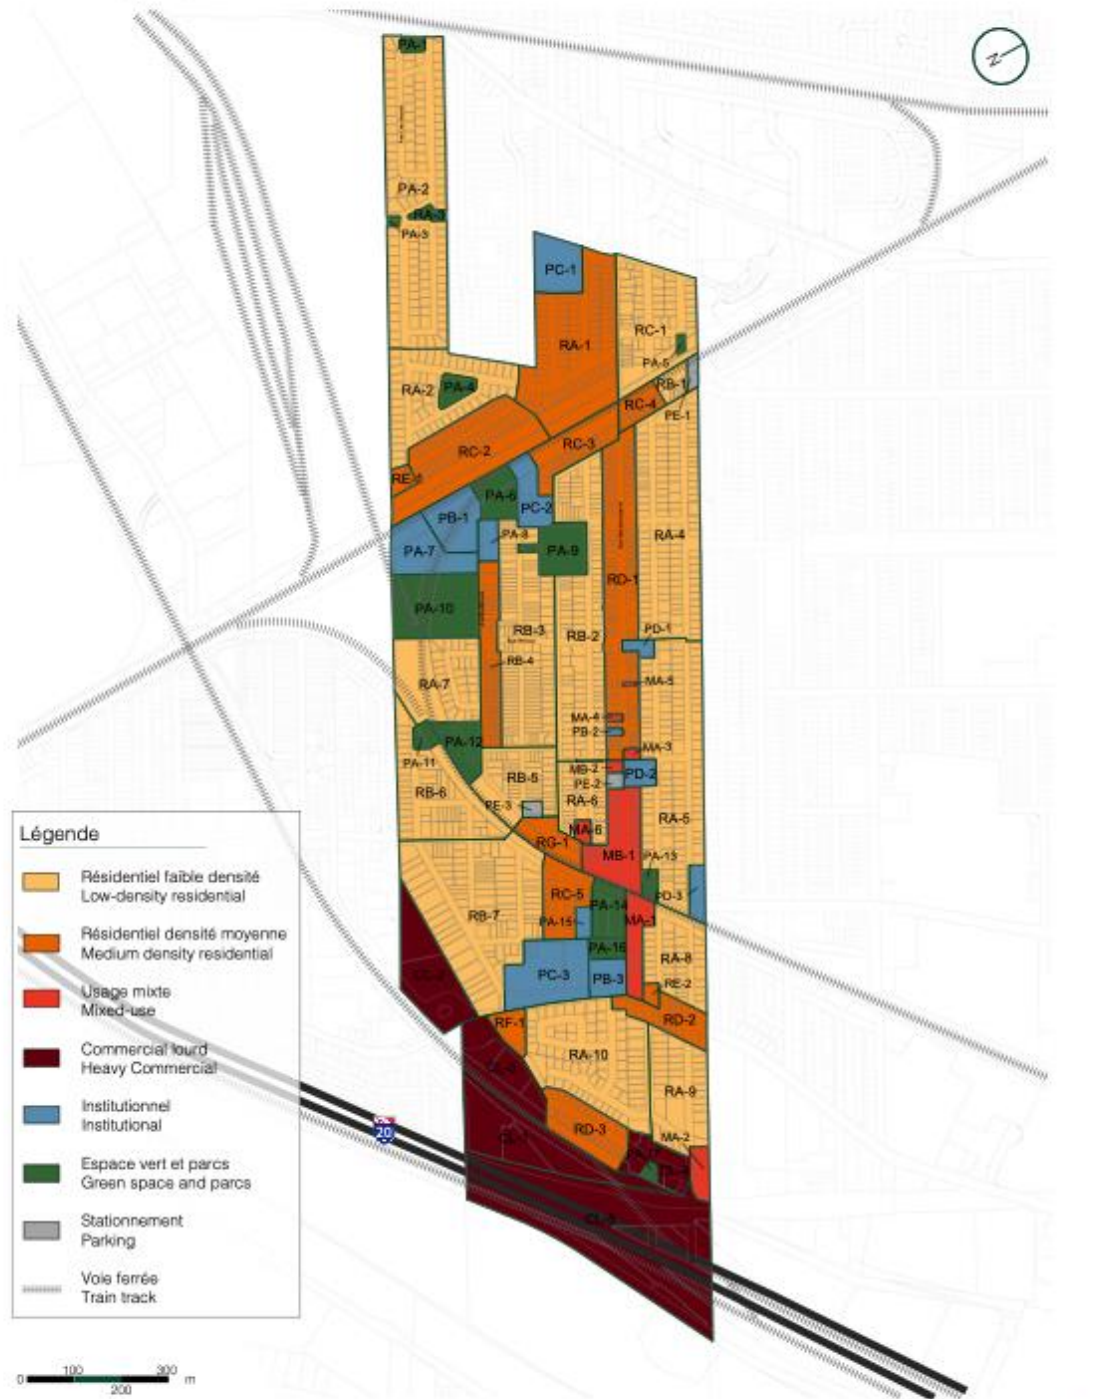 PA-1
N
PA-2
RA-3
PA-3
PC-1
RC-1
RA-1
PA-5
RA-2
PA-4
RB-1
RC-4
PE-1
RC-3
RC-2
PA-6
PC-2
PB-1
PA-8
RA-4
PA-7
PA-9
RD-1
PA-10
RB-3
RB-2
PD-1
RB-4
MA-5
RA-7
MA-4
PB-2
PA-12
MA-3
PA-11
MB-2
PD-2
RB-5
PE-2
RB-6
PE-3
RA-6
RA-5
MA-6
RG-1
MB-1
PA-13
RC-5
PD-3
PA-14
RB-7
PA-15
MA-1
PA-16
RA-8
PC-3
PB-3
RE-2
RF-1
RD-2
RA-10
RA-9
RD-3
MA-2
20
Légende
Résidentiel faible densité
Low-density residential
Résidentiel densité moyenne
Medium density residential
Usage mixte
Mixed-use
Commercial lourd
Heavy Commercial
Institutionnel
Institutional
Espace vert et parcs
Green space and parcs
Stationnement
Parking
Voie ferrée
Train track
100 300
0 m
200